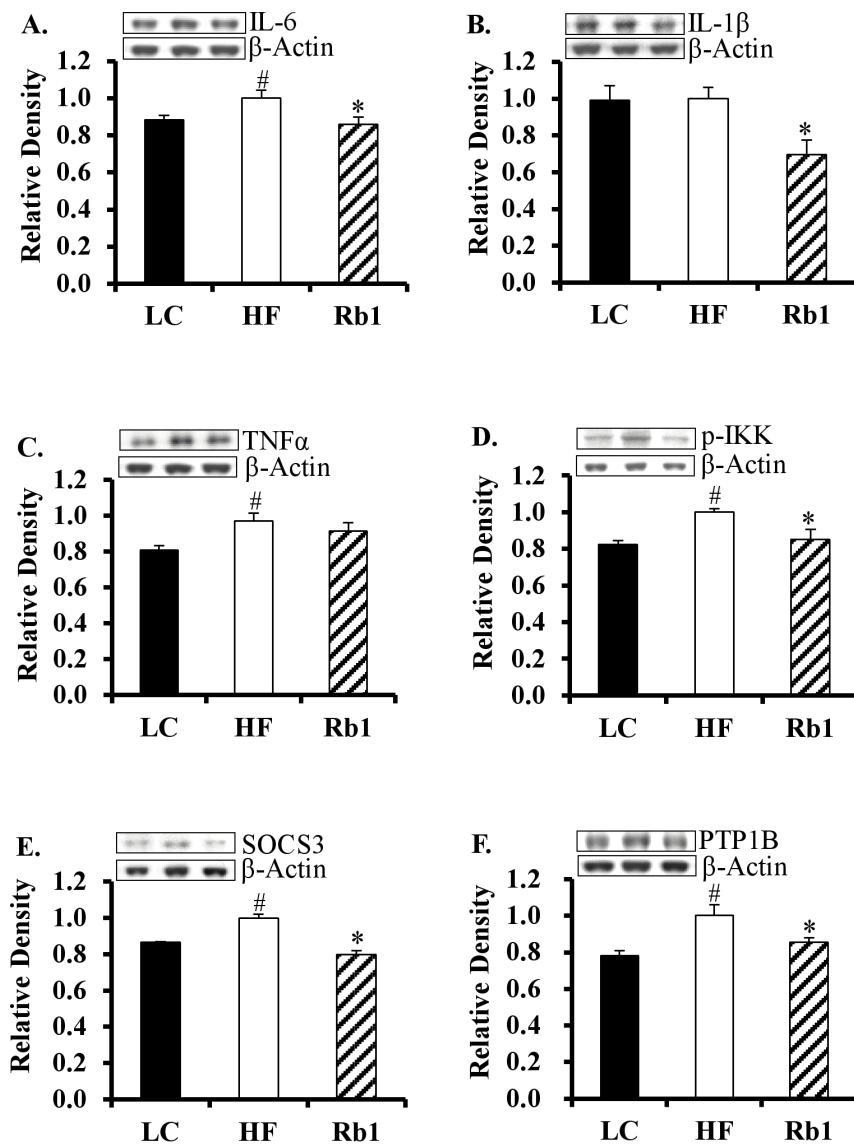 A.
IL-6
β-Actin
#
*
1.2
1.0
0.8
0.6
0.4
0.2
0.0
Relative Density
LC HF Rb1
B.
IL-1β
β-Actin
*
1.2
1.0
0.8
0.6
0.4
0.2
0.0
Relative Density
LC HF Rb1
C.
TNFα
β-Actin
#
1.2
1.0
0.8
0.6
0.4
0.2
0.0
Relative Density
LC HF Rb1
D.
p-IKK
β-Actin
#
*
1.2
1.0
0.8
0.6
0.4
0.2
0.0
Relative Density
LC HF Rb1
E.
SOCS3
β-Actin
#
*
1.2
1.0
0.8
0.6
0.4
0.2
0.0
Relative Density
LC HF Rb1
F.
PTP1B
β-Actin
#
*
1.2
1.0
0.8
0.6
0.4
0.2
0.0
Relative Density
LC HF Rb1